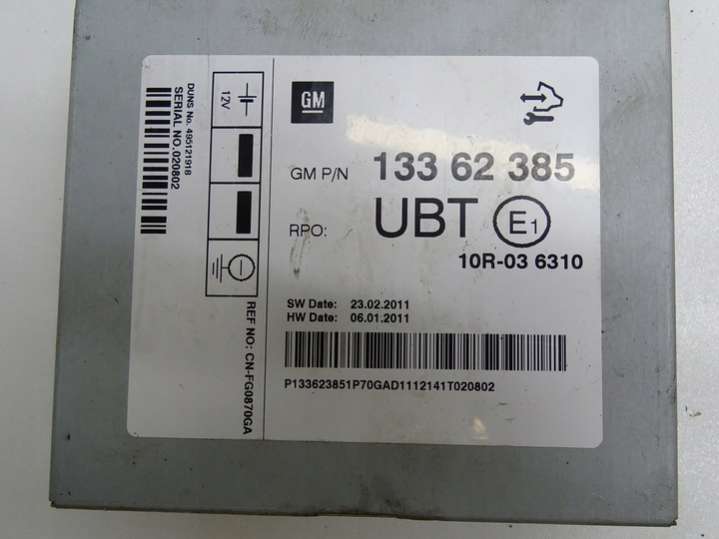 DUNS No. 495121918
SERIAL NO.020802
12V
REF NO: CN-FG0870GA
GM
GM P/N 133 62 385
RPO: UBT E1
10R-03 6310
SW Date: 23.02.2011
HW Date: 06.01.2011
P133623851P70GAD1112141T020802